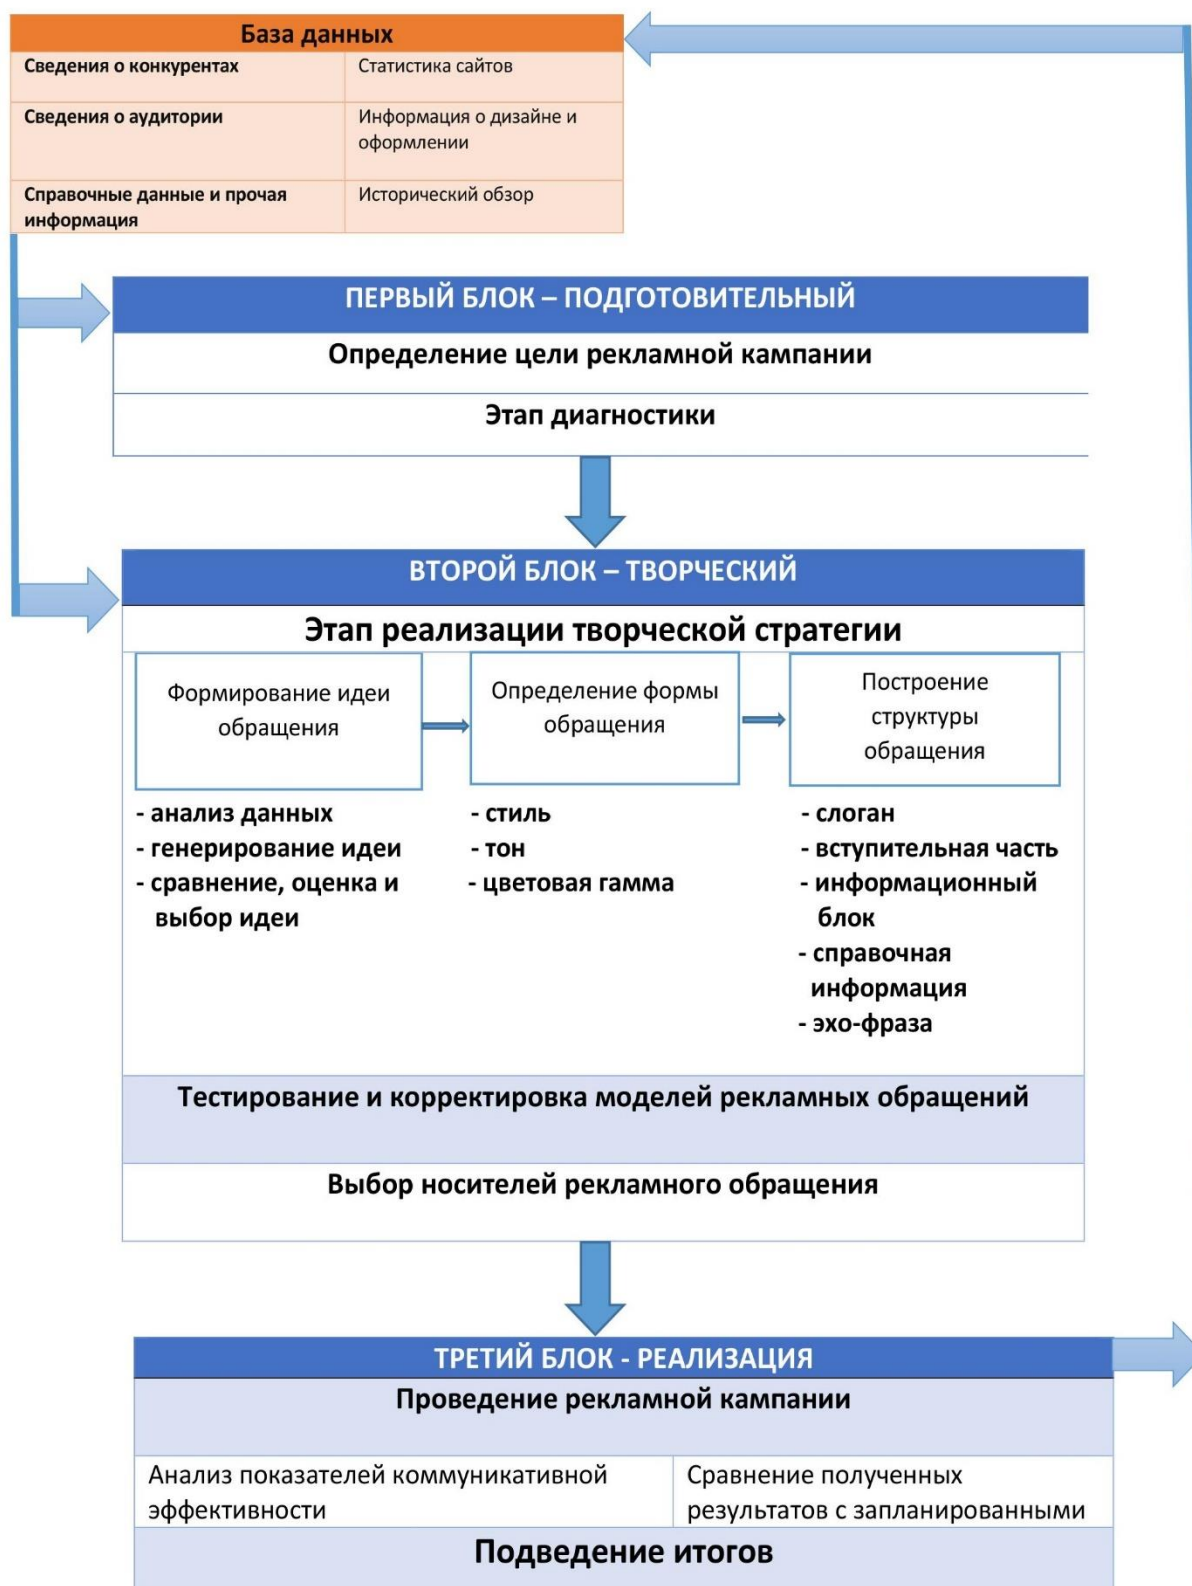 База данных
Сведения о конкурентах
Статистика сайтов
Сведения о аудитории
Информация о дизайне и
оформлении
Справочные данные и прочая
информация
Исторический обзор
ПЕРВЫЙ БЛОК – ПОДГОТОВИТЕЛЬНЫЙ
Определение цели рекламной кампании
Этап диагностики
ВТОРОЙ БЛОК – ТВОРЧЕСКИЙ
Этап реализации творческой стратегии
Формирование идеи
обращения
Определение формы
обращения
Построение
структуры
обращения
- анализ данных
- генерирование идеи
- сравнение, оценка и
выбор идеи
- стиль
- тон
- цветовая гамма
- слоган
- вступительная часть
- информационный
блок
- справочная
информация
- эхо-фраза
Тестирование и корректировка моделей рекламных обращений
Выбор носителей рекламного обращения
ТРЕТИЙ БЛОК - РЕАЛИЗАЦИЯ
Проведение рекламной кампании
Анализ показателей коммуникативной
эффективности
Сравнение полученных
результатов с запланированными
Подведение итогов